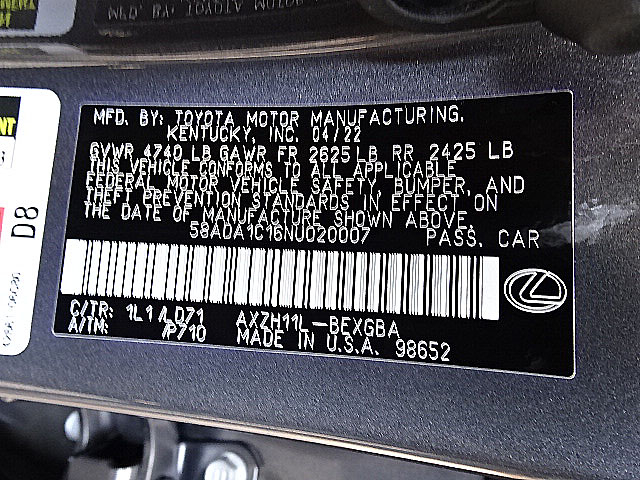 MFD. BY: TOYOTA MOTOR MANUFACTURING,
KENTUCKY, INC. 04/22
GVWR 4740 LB GAWR FR 2625 LB RR 2425 LB
THIS VEHICLE CONFORMS TO ALL APPLICABLE
FEDERAL MOTOR VEHICLE SAFETY, BUMPER, AND
THEFT PREVENTION STANDARDS IN EFFECT ON
THE DATE OF MANUFACTURE SHOWN ABOVE.
58ADA1C16NU020007 PASS. CAR
C/TR: 1L1/LD71 AXZH11L-BEXGBA
A/TM: /P710 MADE IN U.S.A. 98652
D8